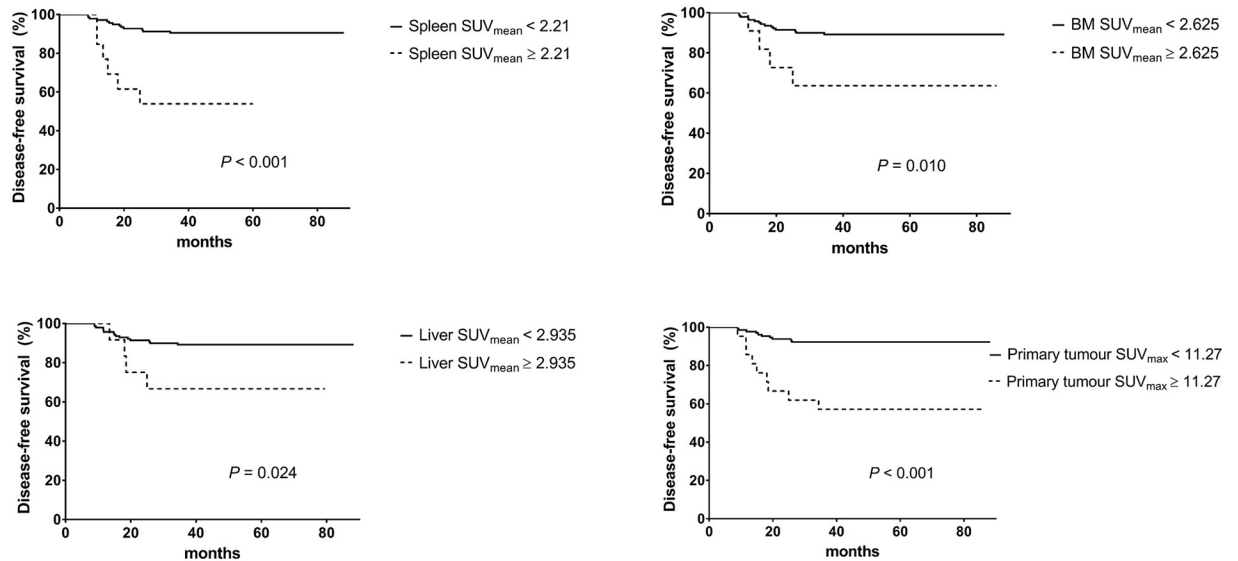 Disease-free survival (%)
100
80
60
40
20
0
0 20 40 60 80
months
P < 0.001
Spleen SUVmean < 2.21
Spleen SUVmean ≥ 2.21
Disease-free survival (%)
100
80
60
40
20
0
0 20 40 60 80
months
P = 0.010
BM SUVmean < 2.625
BM SUVmean ≥ 2.625
Disease-free survival (%)
100
80
60
40
20
0
0 20 40 60 80
months
P = 0.024
Liver SUVmean < 2.935
Liver SUVmean ≥ 2.935
Disease-free survival (%)
100
80
60
40
20
0
0 20 40 60 80
months
P < 0.001
Primary tumour SUVmax < 11.27
Primary tumour SUVmax ≥ 11.27